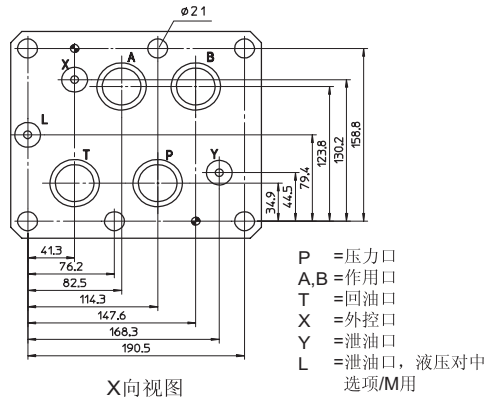 ø21
A
B
X
L
T
P
Y
34.9
44.5
79.4
123.8
130.2
158.8
41.3
76.2
82.5
114.3
147.6
168.3
190.5
P =压力口
A,B =作用口
T =回油口
X =外控口
Y =泄油口
L =泄油口，液压对中
选项/M用
X向视图